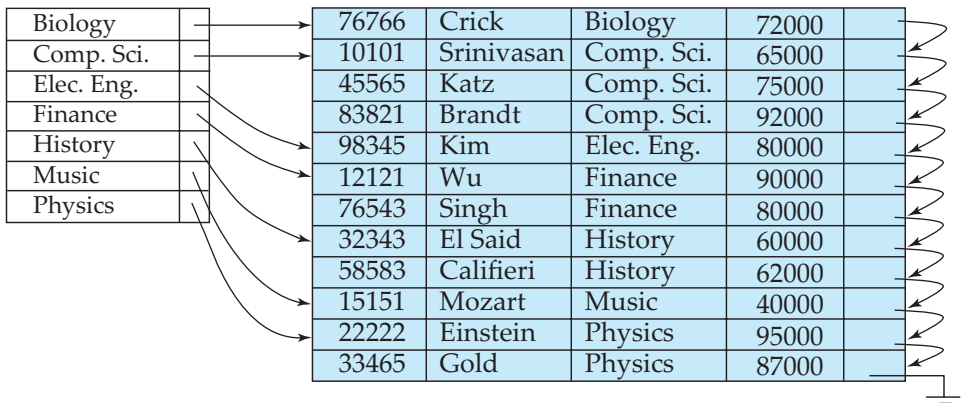 Biology
Comp. Sci.
Elec. Eng.
Finance
History
Music
Physics
76766 Crick Biology 72000
10101 Srinivasan Comp. Sci. 65000
45565 Katz Comp. Sci. 75000
83821 Brandt Comp. Sci. 92000
98345 Kim Elec. Eng. 80000
12121 Wu Finance 90000
76543 Singh Finance 80000
32343 El Said History 60000
58583 Califieri History 62000
15151 Mozart Music 40000
22222 Einstein Physics 95000
33465 Gold Physics 87000